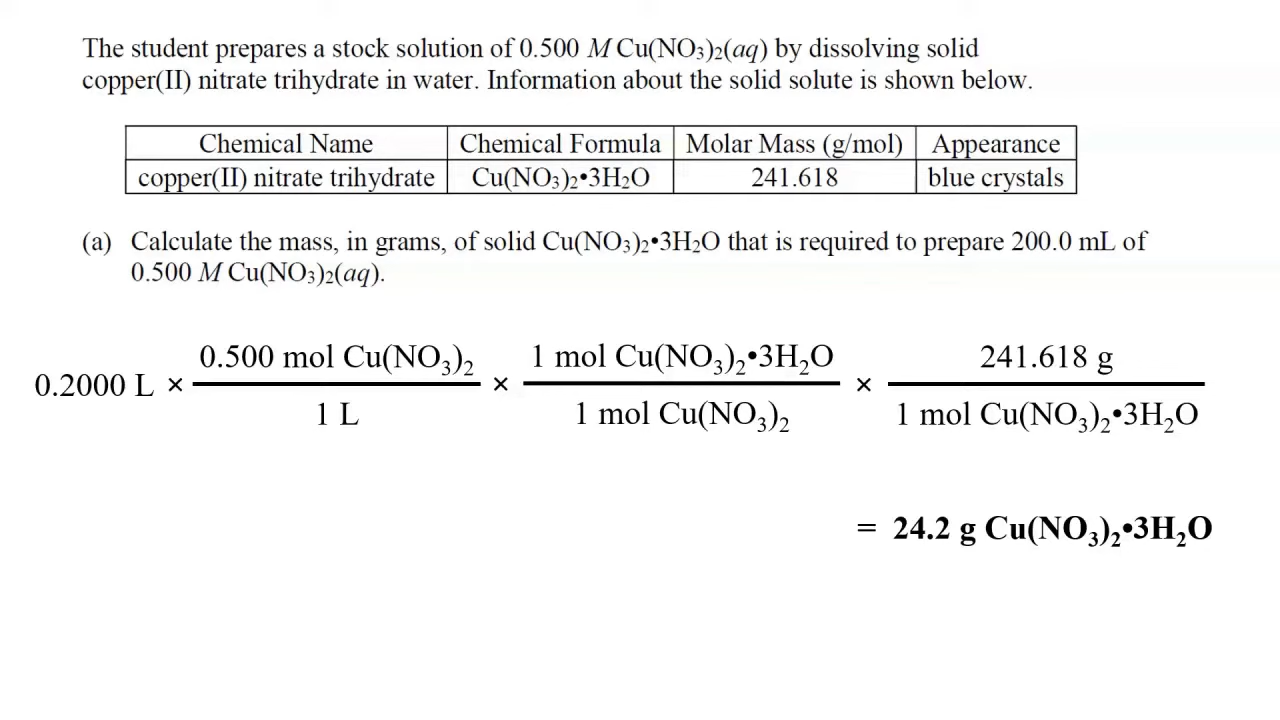 The student prepares a stock solution of 0.500 M Cu(NO₃)₂(aq) by dissolving solid
copper(II) nitrate trihydrate in water. Information about the solid solute is shown below.
Chemical Name Chemical Formula Molar Mass (g/mol) Appearance
copper(II) nitrate trihydrate Cu(NO₃)₂•3H₂O 241.618 blue crystals
(a) Calculate the mass, in grams, of solid Cu(NO₃)₂•3H₂O that is required to prepare 200.0 mL of
0.500 M Cu(NO₃)₂(aq).
0.2000 L × 0.500 mol Cu(NO₃)₂ / 1 L × 1 mol Cu(NO₃)₂•3H₂O / 1 mol Cu(NO₃)₂ × 241.618 g / 1 mol Cu(NO₃)₂•3H₂O
= 24.2 g Cu(NO₃)₂•3H₂O